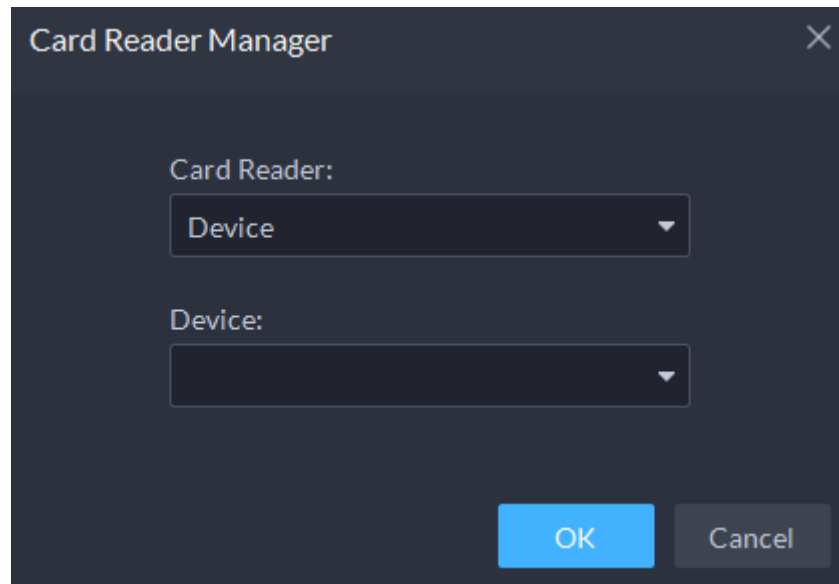 Card Reader Manager
Card Reader:
Device
Device:
OK
Cancel